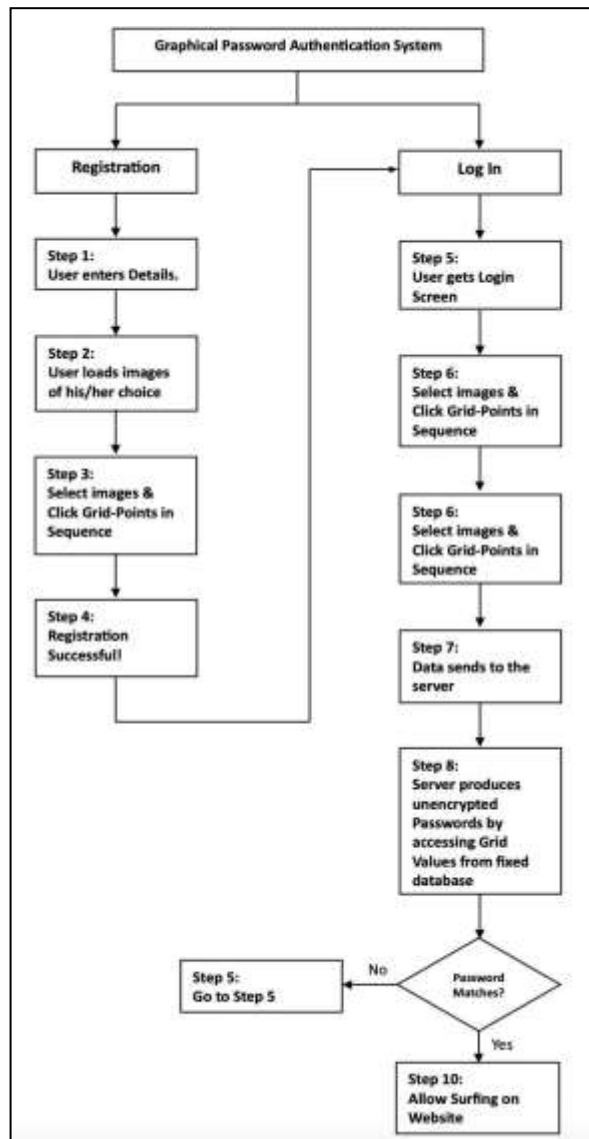 Graphical Password Authentication System
Registration
Log In
Step 1:
User enters Details.
Step 2:
User loads images
of his/her choice
Step 3:
Select images &
Click Grid-Points in
Sequence
Step 4:
Registration
Successful!
Step 5:
User gets Login
Screen
Step 6:
Select images &
Click Grid-Points in
Sequence
Step 6:
Select images &
Click Grid-Points in
Sequence
Step 7:
Data sends to the
server
Step 8:
Server produces
unencrypted
Passwords by
accessing Grid
Values from fixed
database
Password
Matches?
No
Step 5:
Go to Step 5
Yes
Step 10:
Allow Surfing on
Website